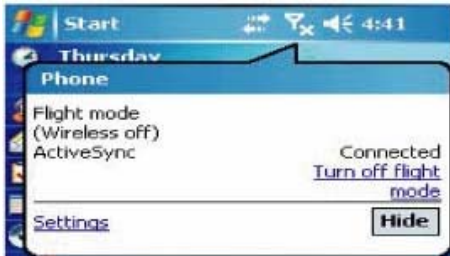 Start 4:41
Thursday
Phone
Flight mode
(Wireless off)
ActiveSync Connected
Turn off flight
mode
Settings Hide